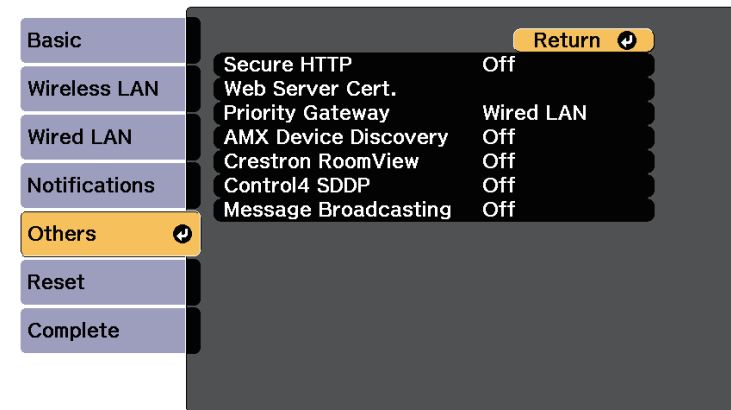 Basic
Wireless LAN
Wired LAN
Notifications
Others
Reset
Complete
Return
Secure HTTP Off
Web Server Cert.
Priority Gateway Wired LAN
AMX Device Discovery Off
Crestron RoomView Off
Control4 SDDP Off
Message Broadcasting Off